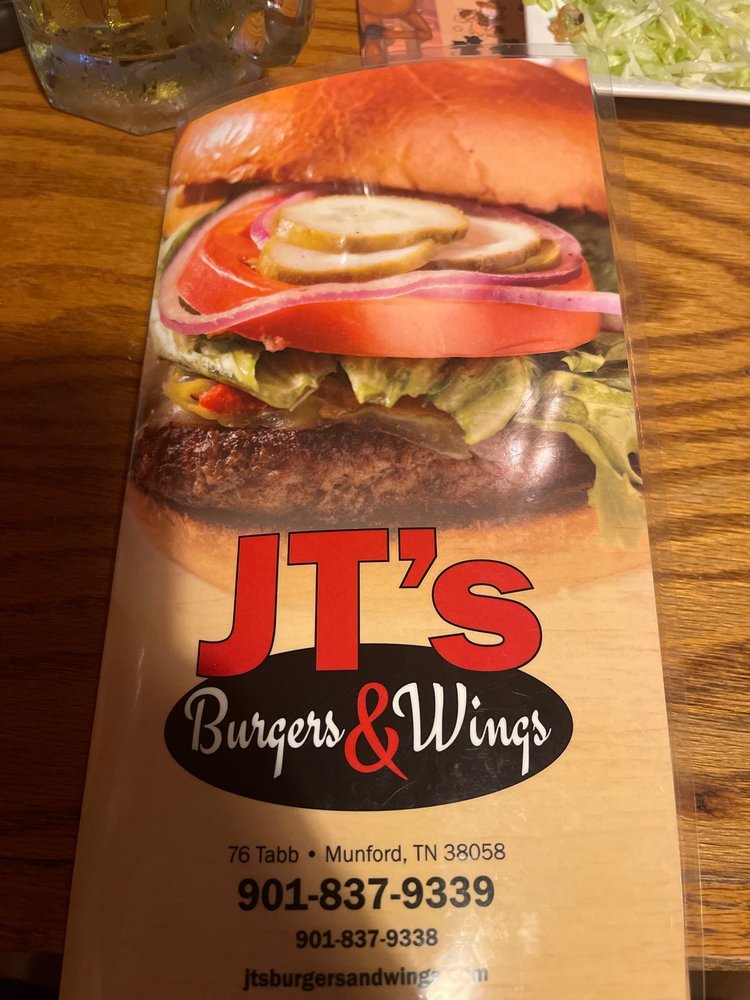 JT's
Burgers & Wings
76 Tabb • Munford, TN 38058
901-837-9339
901-837-9338